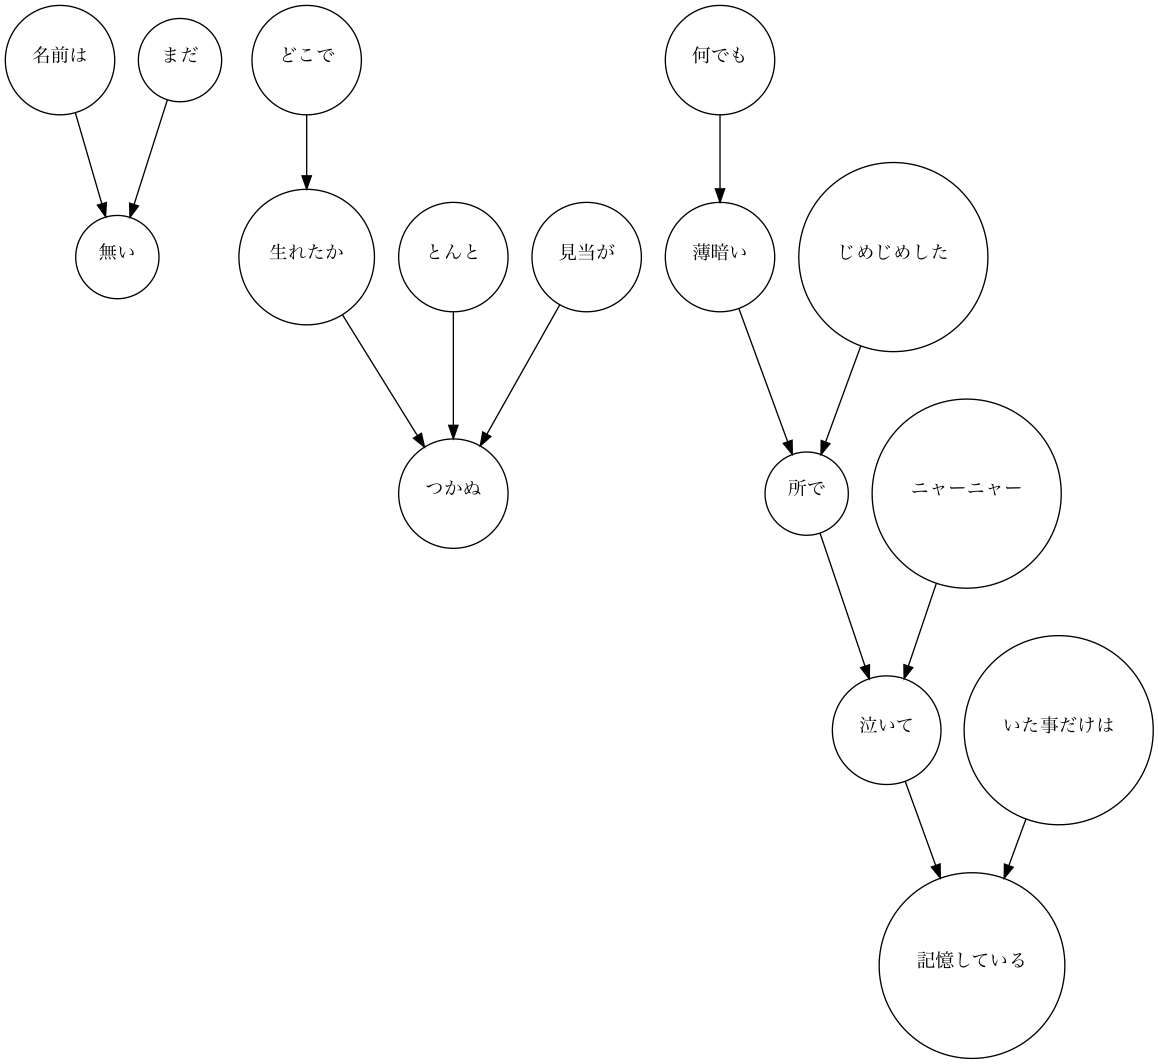 名前は
まだ
どこで
何でも
無い
生れたか
とんと
見当が
薄暗い
じめじめした
つかぬ
所で
ニャーニャー
泣いて
いた事だけは
記憶している